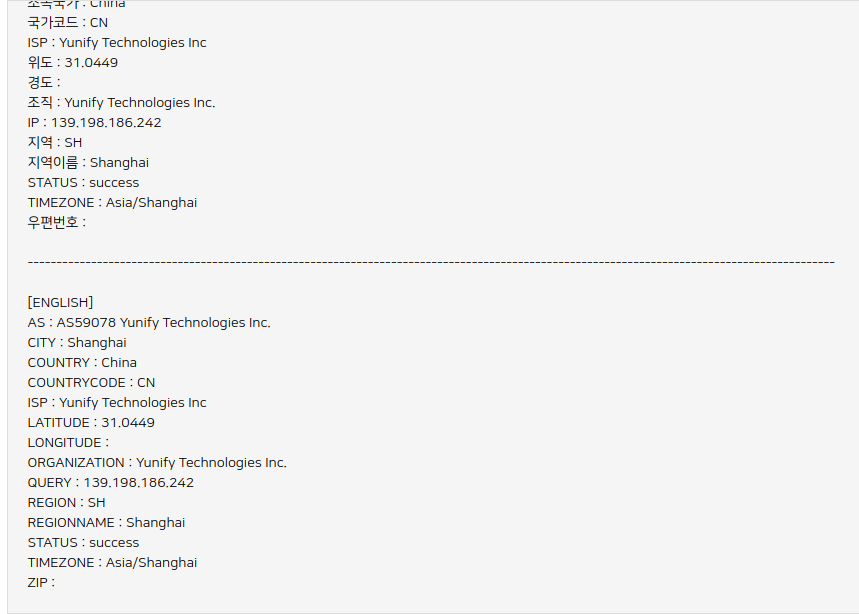 소속국가 : China
국가코드 : CN
ISP : Yunify Technologies Inc
위도 : 31.0449
경도 :
조직 : Yunify Technologies Inc.
IP : 139.198.186.242
지역 : SH
지역이름 : Shanghai
STATUS : success
TIMEZONE : Asia/Shanghai
우편번호 :
--------------------------------------------------------------------------------------------------------------------------------------------
[ENGLISH]
AS : AS59078 Yunify Technologies Inc.
CITY : Shanghai
COUNTRY : China
COUNTRYCODE : CN
ISP : Yunify Technologies Inc
LATITUDE : 31.0449
LONGITUDE :
ORGANIZATION : Yunify Technologies Inc.
QUERY : 139.198.186.242
REGION : SH
REGIONNAME : Shanghai
STATUS : success
TIMEZONE : Asia/Shanghai
ZIP :